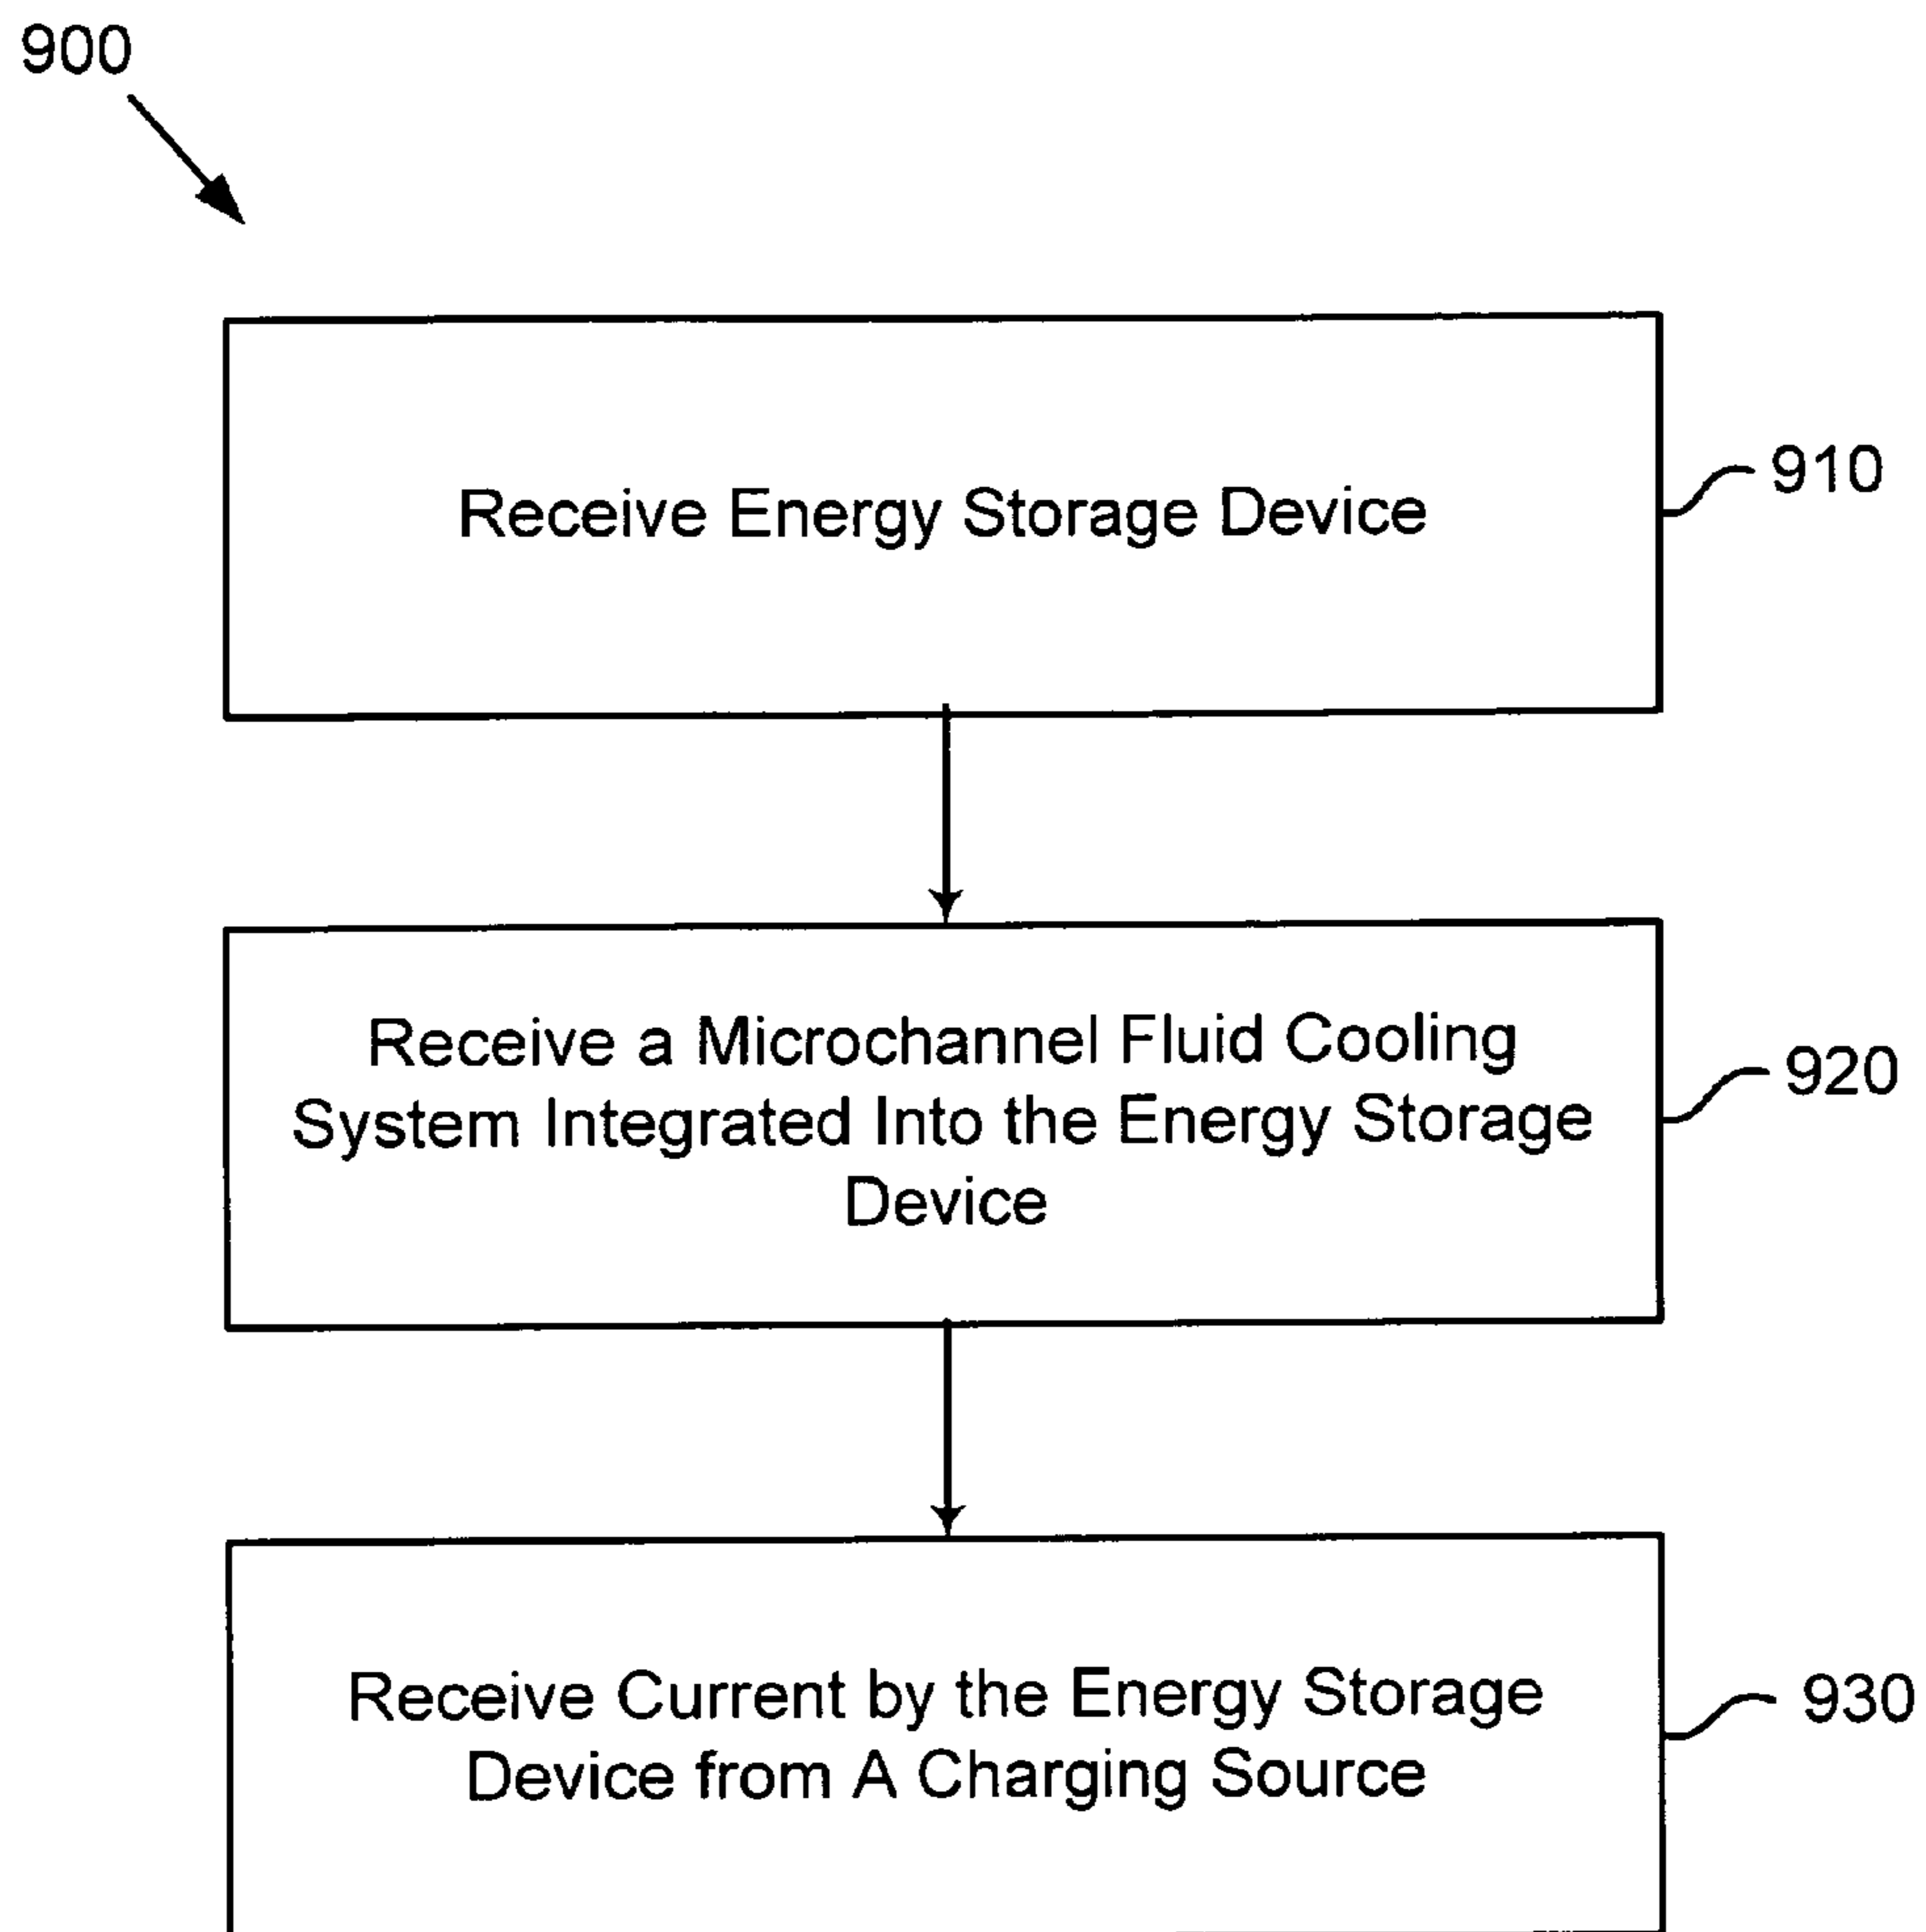 900
Receive Energy Storage Device
910
Receive a Microchannel Fluid Cooling
System Integrated Into the Energy Storage
Device
920
Receive Current by the Energy Storage
Device from A Charging Source
930